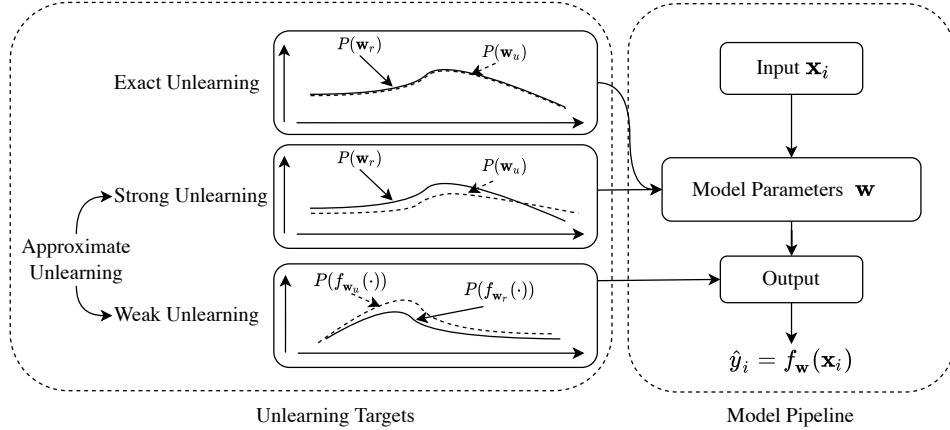 P(w_r)
P(w_u)
Exact Unlearning
P(w_r)
P(w_u)
Strong Unlearning
Approximate
Unlearning
P(f_{w_u}(·))
P(f_{w_r}(·))
Weak Unlearning
Unlearning Targets
Input x_i
Model Parameters w
Output
ŷ_i = f_w(x_i)
Model Pipeline